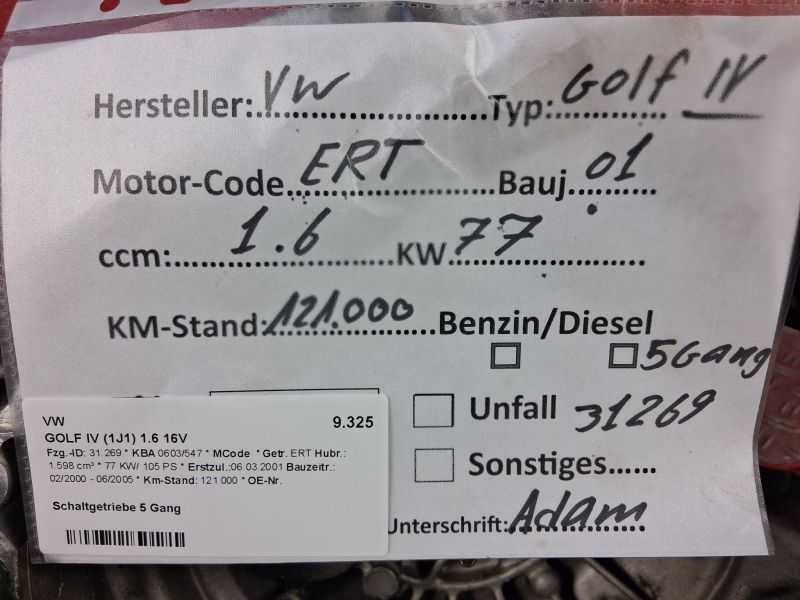 Hersteller: VW Typ: Golf IV
Motor-Code ERT Bauj. 01
ccm: 1.6 KW 77
KM-Stand: 121.000 Benzin/Diesel
5 Gang
Unfall 31269
Sonstiges......
Unterschrift: Adam
VW 9.325
GOLF IV (1J1) 1.6 16V
Fzg.-ID: 31.269 * KBA 0603/547 * MCode * Getr. ERT Hubr.:
1.598 cm³ * 77 KW/ 105 PS * Erstzul.:06 03.2001 Bauzeitr.:
02/2000 - 06/2005 * Km-Stand: 121.000 * OE-Nr.
Schaltgetriebe 5 Gang